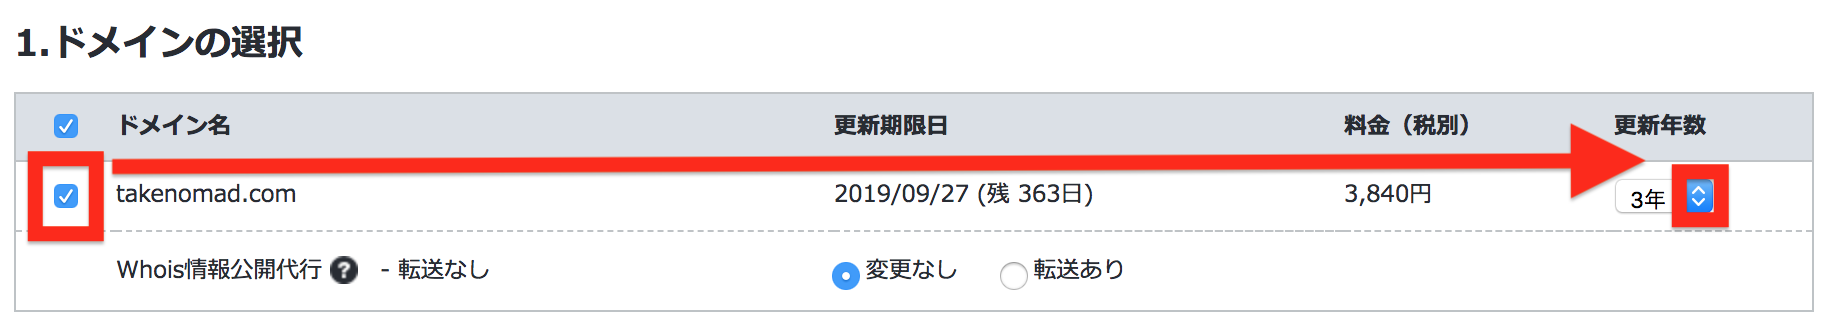 1.ドメインの選択
ドメイン名 更新期限日 料金（税別） 更新年数
takenomad.com 2019/09/27 (残 363日) 3,840円 3年
Whois情報公開代行 ? - 転送なし 変更なし 転送あり